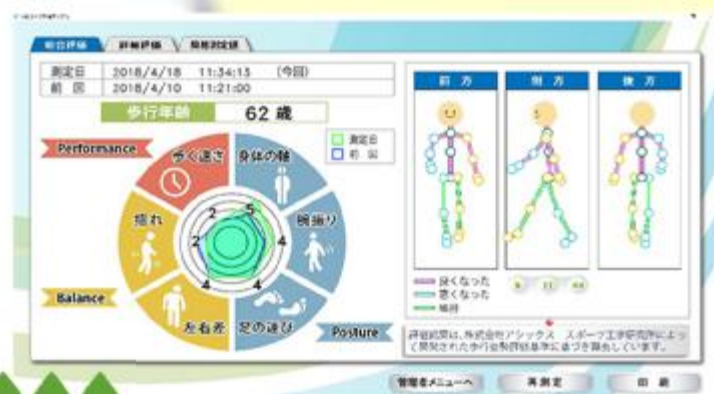 総合評価 詳細評価
測定日 2018/4/18 11:34:15 (今回)
前 回 2018/4/10 11:21:00
歩行年齢 62 歳
測定日
前 回
Performance
歩く速さ 身体の軸
揺れ 腕振り
左右差 足の運び
2 5
2 4
4 4
Balance
Posture
前 方 側 方 後 方
良くなった
悪くなった
維持
評価結果は、株式会社アシックス スポーツ工学研究所によっ
て開発された歩行姿勢評価基準に基づき算出しています。
管理者メニューへ 再測定 印 刷